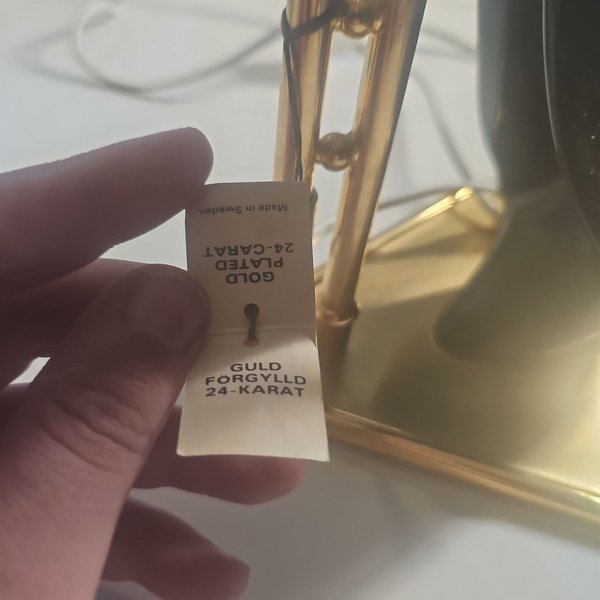 Made in Sweden
24-CARAT
PLATED
GOLD
GULD
FÖRGYLLD
24-KARAT